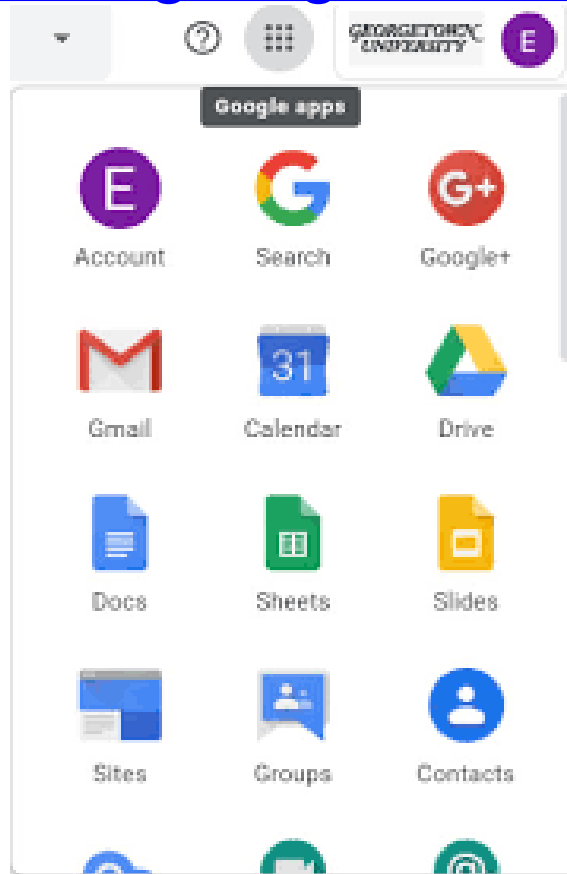 GEORGETOWN
UNIVERSITY
E
Google apps
E
G
G+
Account
Search
Google+
31
Gmail
Calendar
Drive
Docs
Sheets
Slides
Sites
Groups
Contacts